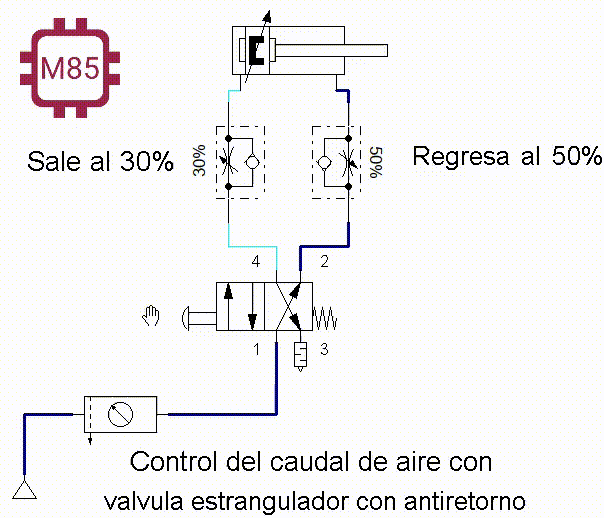 M85
Sale al 30%
30%
50%
Regresa al 50%
4
2
1
3
Control del caudal de aire con
valvula estrangulador con antiretorno